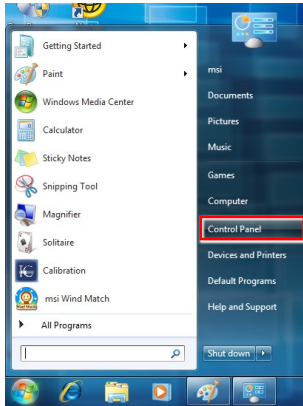 Getting Started
Paint
Windows Media Center
Calculator
Sticky Notes
Snipping Tool
Magnifier
Solitaire
Calibration
msi Wind Match
All Programs
msi
Documents
Pictures
Music
Games
Computer
Control Panel
Devices and Printers
Default Programs
Help and Support
Shut down